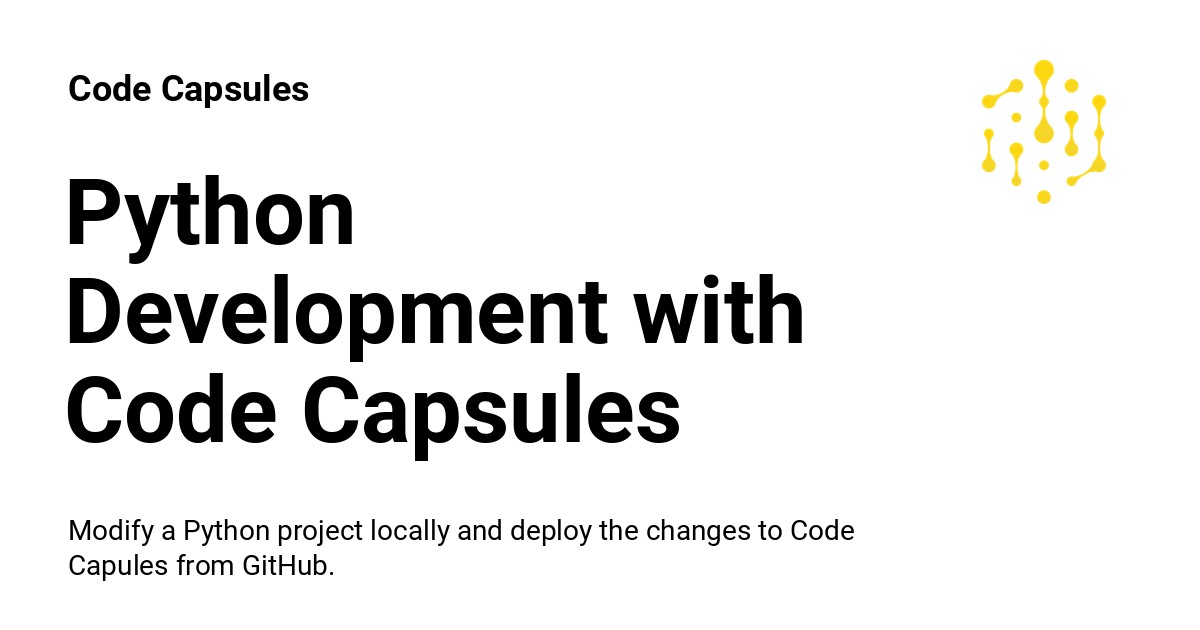 Code Capsules
Python
Development with
Code Capsules
Modify a Python project locally and deploy the changes to Code
Capules from GitHub.